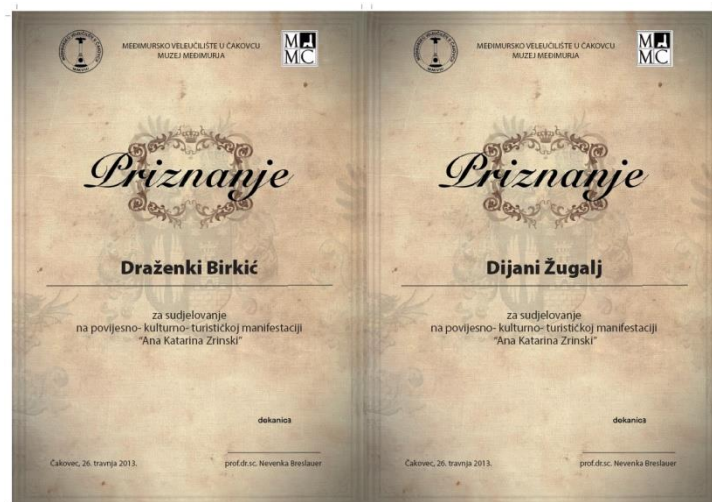 MEĐIMURSKO VELEUČILIŠTE U ČAKOVCU
MUZEJ MEĐIMURJA
M M
M C
Priznanje
Draženki Birkić
za sudjelovanje
na povijesno- kulturno- turističkoj manifestaciji
"Ana Katarina Zrinski"
dekanica
Čakovec, 26. travnja 2013.
prof.dr.sc. Nevenka Breslauer
MEĐIMURSKO VELEUČILIŠTE U ČAKOVCU
MUZEJ MEĐIMURJA
M M
M C
Priznanje
Dijani Žugalj
za sudjelovanje
na povijesno- kulturno- turističkoj manifestaciji
"Ana Katarina Zrinski"
dekanica
Čakovec, 26. travnja 2013.
prof.dr.sc. Nevenka Breslauer